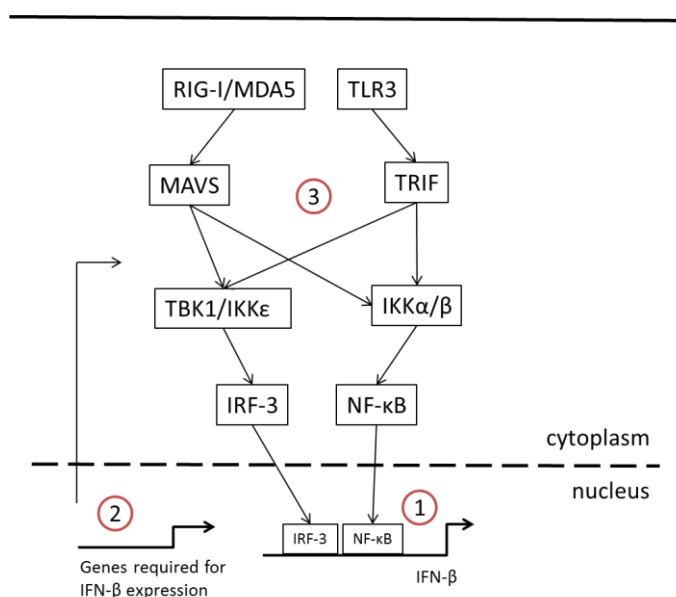 RIG-I/MDA5
TLR3
MAVS
TRIF
3
TBK1/IKKε
IKKα/β
IRF-3
NF-κB
cytoplasm
nucleus
2
1
IRF-3
NF-κB
Genes required for
IFN-β expression
IFN-β